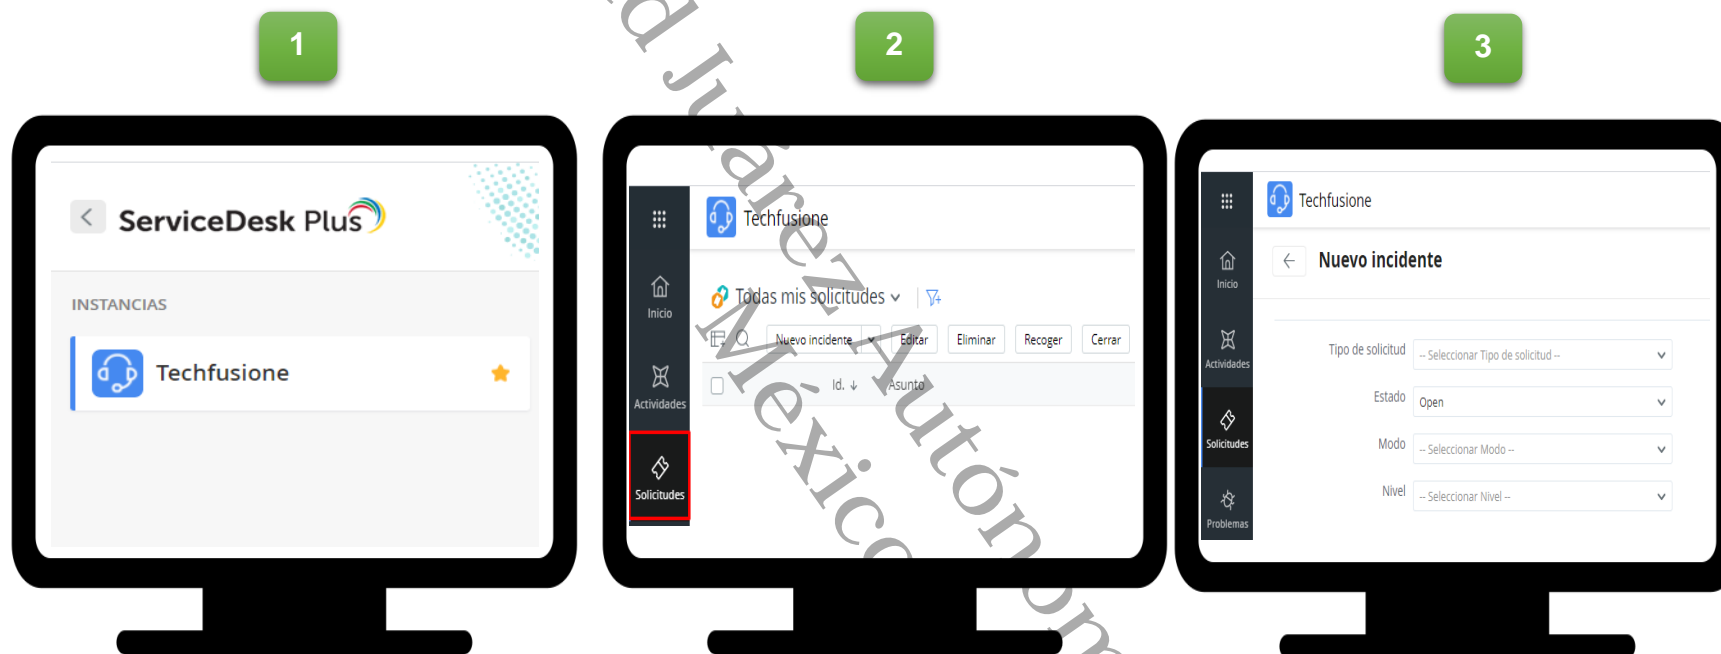 1
ServiceDesk Plus
INSTANCIAS
Techfusione
2
Techfusione
Inicio
Todas mis solicitudes
Nuevo incidente
Editar
Eliminar
Recoger
Cerrar
Id. ↓
Asunto
Actividades
Solicitudes
3
Techfusione
Inicio
Nuevo incidente
Actividades
Tipo de solicitud
-- Seleccionar Tipo de solicitud --
Estado
Open
Solicitudes
Modo
-- Seleccionar Modo --
Nivel
-- Seleccionar Nivel --
Problemas
Juárez Autónom
México